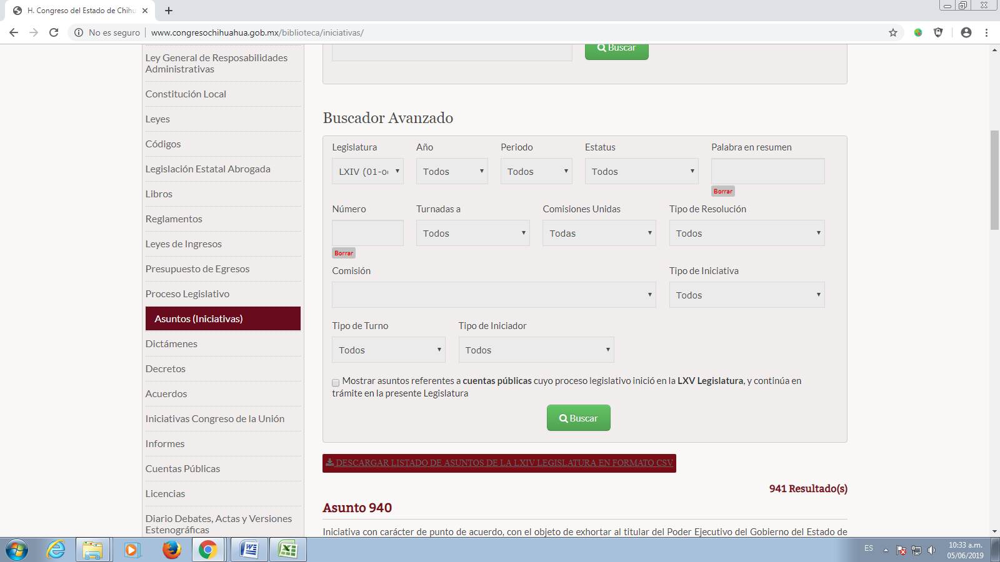 H. Congreso del Estado de Chihu
No es seguro
www.congresochihuahua.gob.mx/biblioteca/iniciativas/
Ley General de Resposabilidades
Administrativas
Constitución Local
Leyes
Códigos
Legislación Estatal Abrogada
Libros
Reglamentos
Leyes de Ingresos
Presupuesto de Egresos
Proceso Legislativo
Asuntos (Iniciativas)
Dictámenes
Decretos
Acuerdos
Iniciativas Congreso de la Unión
Informes
Cuentas Públicas
Licencias
Diario Debates, Actas y Versiones
Estenográficas
Buscar
Buscador Avanzado
Legislatura Año Periodo Estatus Palabra en resumen
LXIV (01-oc Todos Todos Todos
Borrar
Número Turnadas a Comisiones Unidas Tipo de Resolución
Todos Todas Todos
Borrar
Comisión Tipo de Iniciativa
Todos
Tipo de Turno Tipo de Iniciador
Todos Todos
Mostrar asuntos referentes a cuentas públicas cuyo proceso legislativo inició en la LXV Legislatura, y continúa en
trámite en la presente Legislatura
Buscar
DESCARGAR LISTADO DE ASUNTOS DE LA LXIV LEGISLATURA EN FORMATO CSV
941 Resultado(s)
Asunto 940
Iniciativa con carácter de punto de acuerdo, con el objeto de exhortar al titular del Poder Ejecutivo del Gobierno del Estado de
ES
10:33 a.m.
05/06/2019